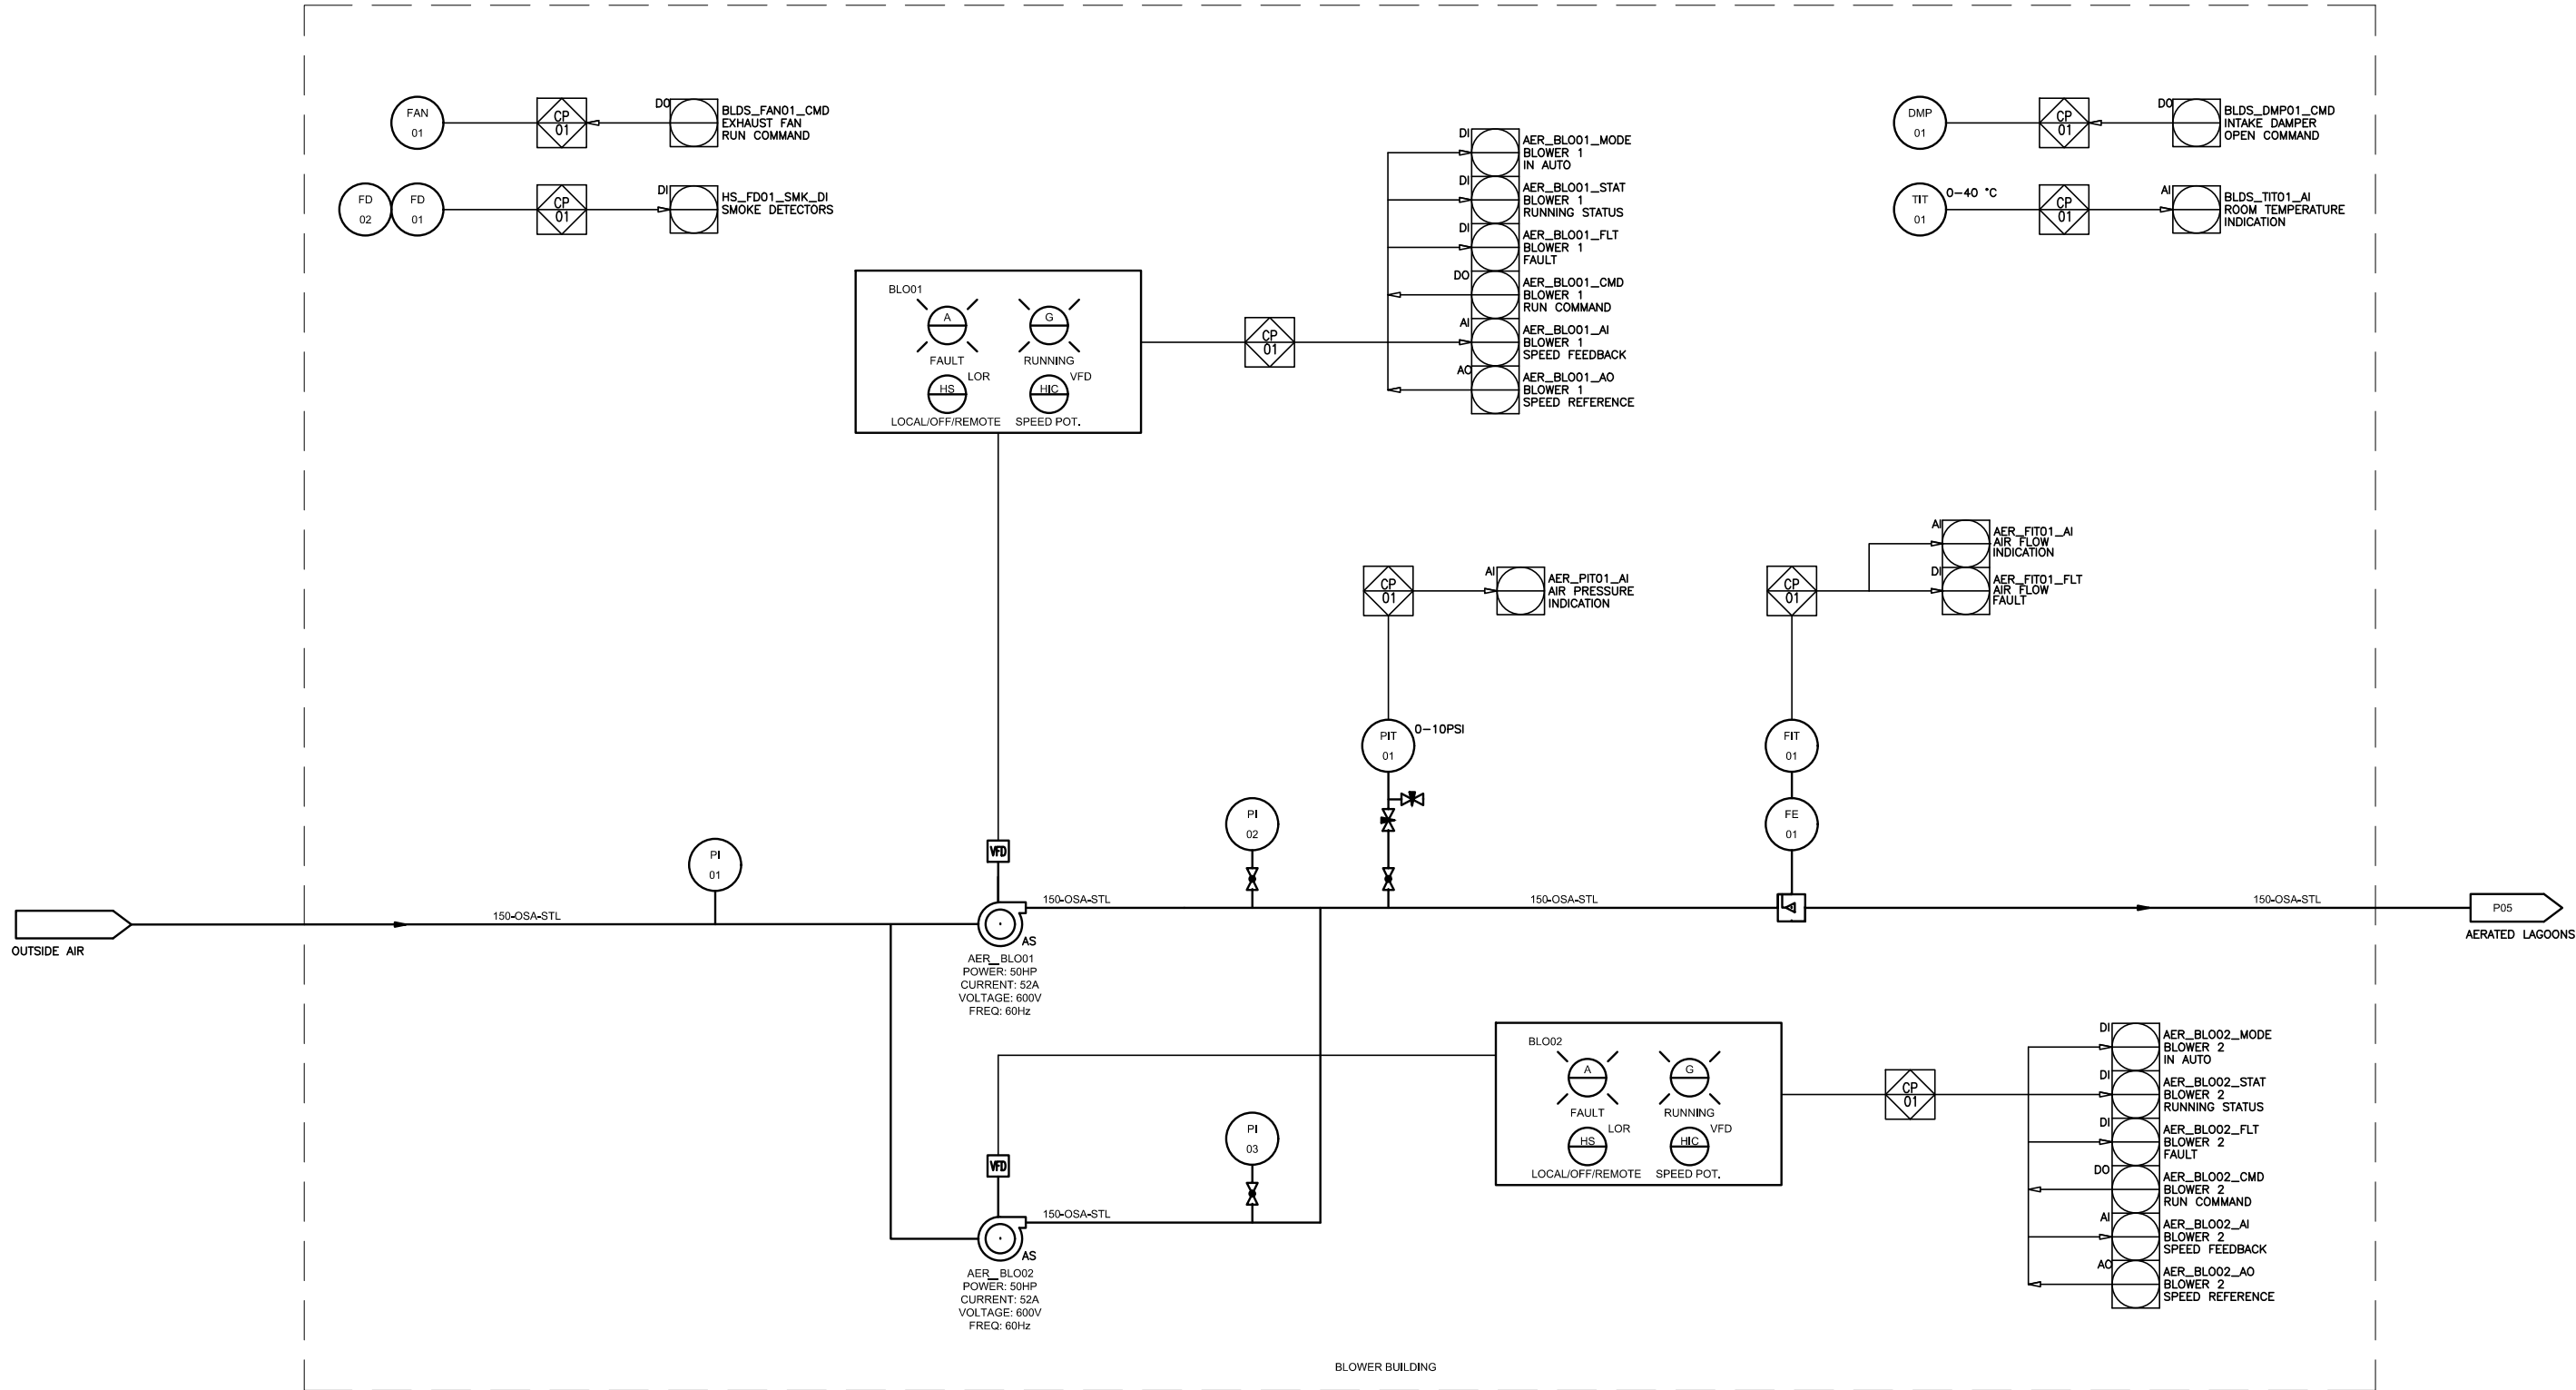 FAN
01
CP
01
DO
BLDS_FAN01_CMD
EXHAUST FAN
RUN COMMAND
FD
02
FD
01
CP
01
DI
HS_FD01_SMK_DI
SMOKE DETECTORS
DMP
01
CP
01
DO
BLDS_DMP01_CMD
INTAKE DAMPER
OPEN COMMAND
TIT
01
0-40 °C
CP
01
AI
BLDS_TIT01_AI
ROOM TEMPERATURE
INDICATION
BLO01
A
FAULT
G
RUNNING
HS
LOR
LOCAL/OFF/REMOTE
HIC
VFD
SPEED POT.
CP
01
DI
AER_BLO01_MODE
BLOWER 1
IN AUTO
DI
AER_BLO01_STAT
BLOWER 1
RUNNING STATUS
DI
AER_BLO01_FLT
BLOWER 1
FAULT
DO
AER_BLO01_CMD
BLOWER 1
RUN COMMAND
AI
AER_BLO01_AI
BLOWER 1
SPEED FEEDBACK
AO
AER_BLO01_AO
BLOWER 1
SPEED REFERENCE
CP
01
AI
AER_PIT01_AI
AIR PRESSURE
INDICATION
CP
01
AI
AER_FIT01_AI
AIR FLOW
INDICATION
DI
AER_FIT01_FLT
AIR FLOW
FAULT
PIT
01
0-10PSI
FIT
01
PI
01
PI
02
FE
01
VFD
OUTSIDE AIR
150-OSA-STL
150-OSA-STL
150-OSA-STL
150-OSA-STL
P05
AERATED LAGOONS
AS
AER_BLO01
POWER: 50HP
CURRENT: 52A
VOLTAGE: 600V
FREQ: 60Hz
BLO02
A
FAULT
G
RUNNING
HS
LOR
LOCAL/OFF/REMOTE
HIC
VFD
SPEED POT.
CP
01
DI
AER_BLO02_MODE
BLOWER 2
IN AUTO
DI
AER_BLO02_STAT
BLOWER 2
RUNNING STATUS
DI
AER_BLO02_FLT
BLOWER 2
FAULT
DO
AER_BLO02_CMD
BLOWER 2
RUN COMMAND
AI
AER_BLO02_AI
BLOWER 2
SPEED FEEDBACK
AO
AER_BLO02_AO
BLOWER 2
SPEED REFERENCE
PI
03
VFD
150-OSA-STL
AS
AER_BLO02
POWER: 50HP
CURRENT: 52A
VOLTAGE: 600V
FREQ: 60Hz
BLOWER BUILDING